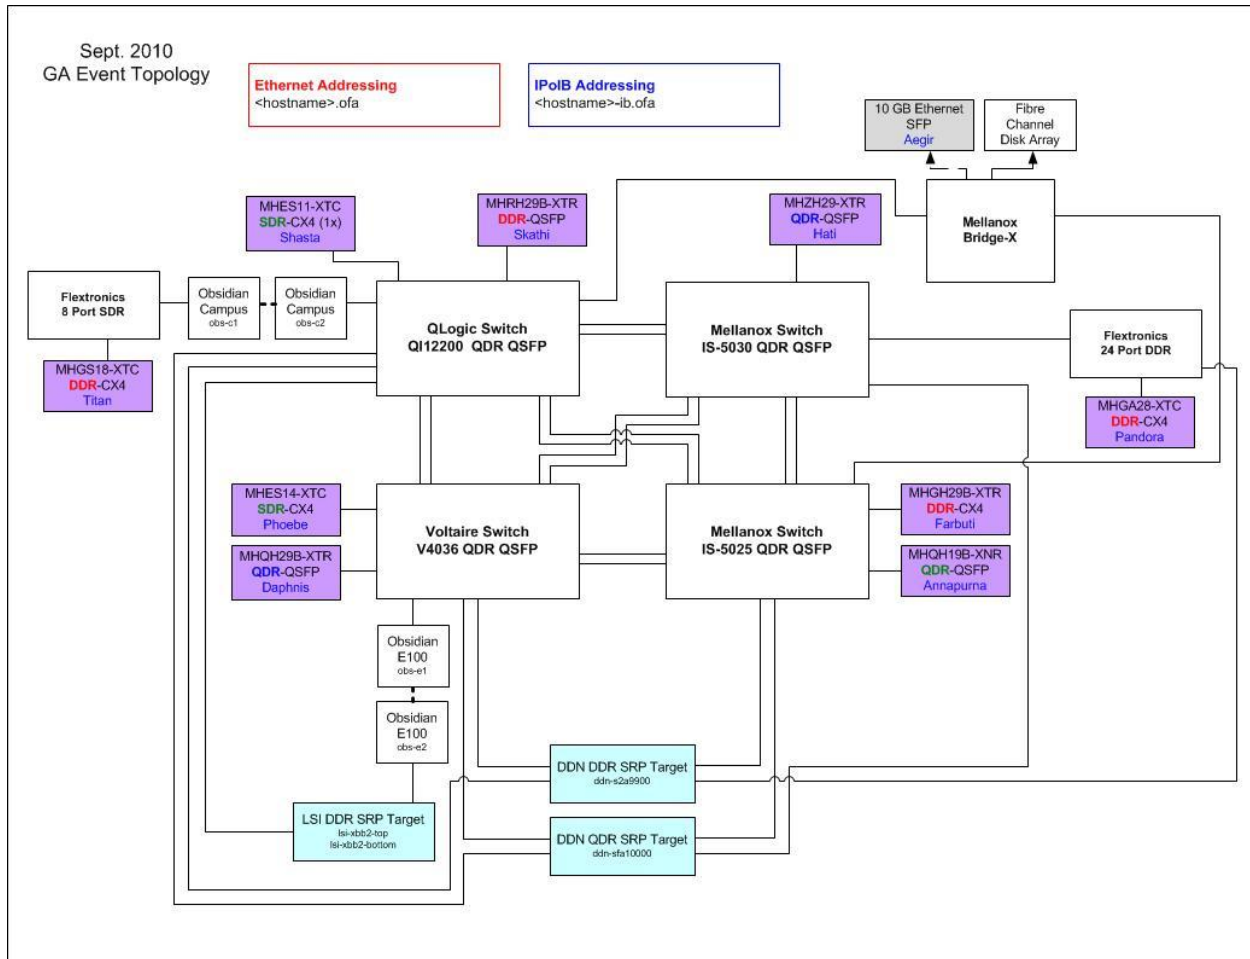 Sept. 2010
GA Event Topology
Ethernet Addressing
<hostname>.ofa
IPoIB Addressing
<hostname>-ib.ofa
10 GB Ethernet
SFP
Aegir
Fibre
Channel
Disk Array
MHES11-XTC
SDR-CX4 (1x)
Shasta
MHRH29B-XTR
DDR-QSFP
Skathi
MHZH29-XTR
QDR-QSFP
Hati
Mellanox
Bridge-X
Flextronics
8 Port SDR
Obsidian
Campus
obs-c1
Obsidian
Campus
obs-c2
QLogic Switch
QI12200 QDR QSFP
Mellanox Switch
IS-5030 QDR QSFP
Flextronics
24 Port DDR
MHGS18-XTC
DDR-CX4
Titan
MHGA28-XTC
DDR-CX4
Pandora
MHES14-XTC
SDR-CX4
Phoebe
MHQH29B-XTR
QDR-QSFP
Daphnis
Voltaire Switch
V4036 QDR QSFP
Mellanox Switch
IS-5025 QDR QSFP
MHGH29B-XTR
DDR-CX4
Farbuti
MHQH19B-XNR
QDR-QSFP
Annapurna
Obsidian
E100
obs-e1
Obsidian
E100
obs-e2
DDN DDR SRP Target
ddn-s2a9900
LSI DDR SRP Target
lsi-xbb2-top
lsi-xbb2-bottom
DDN QDR SRP Target
ddn-sfa10000